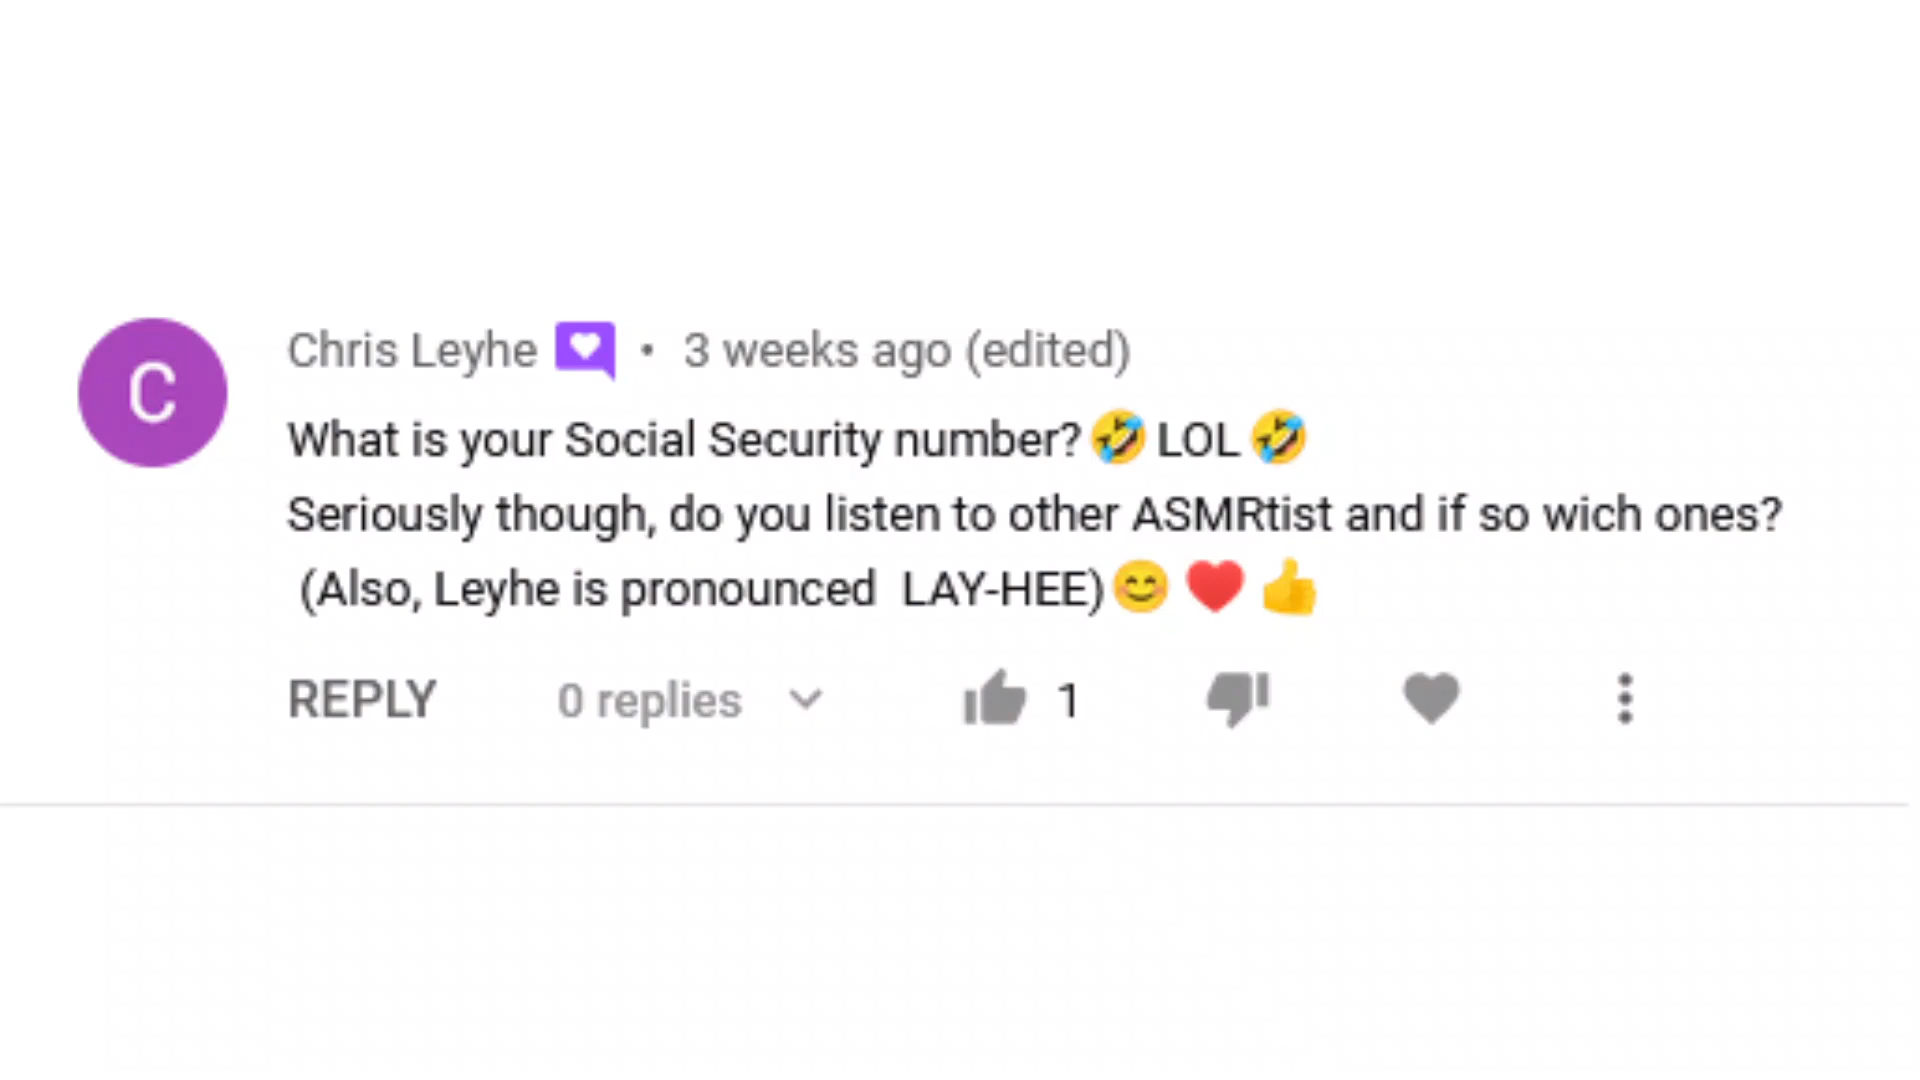 C
Chris Leyhe • 3 weeks ago (edited)
What is your Social Security number?🤣 LOL 🤣
Seriously though, do you listen to other ASMRtist and if so wich ones?
(Also, Leyhe is pronounced  LAY-HEE)😊 ❤️ 👍
REPLY 0 replies 1